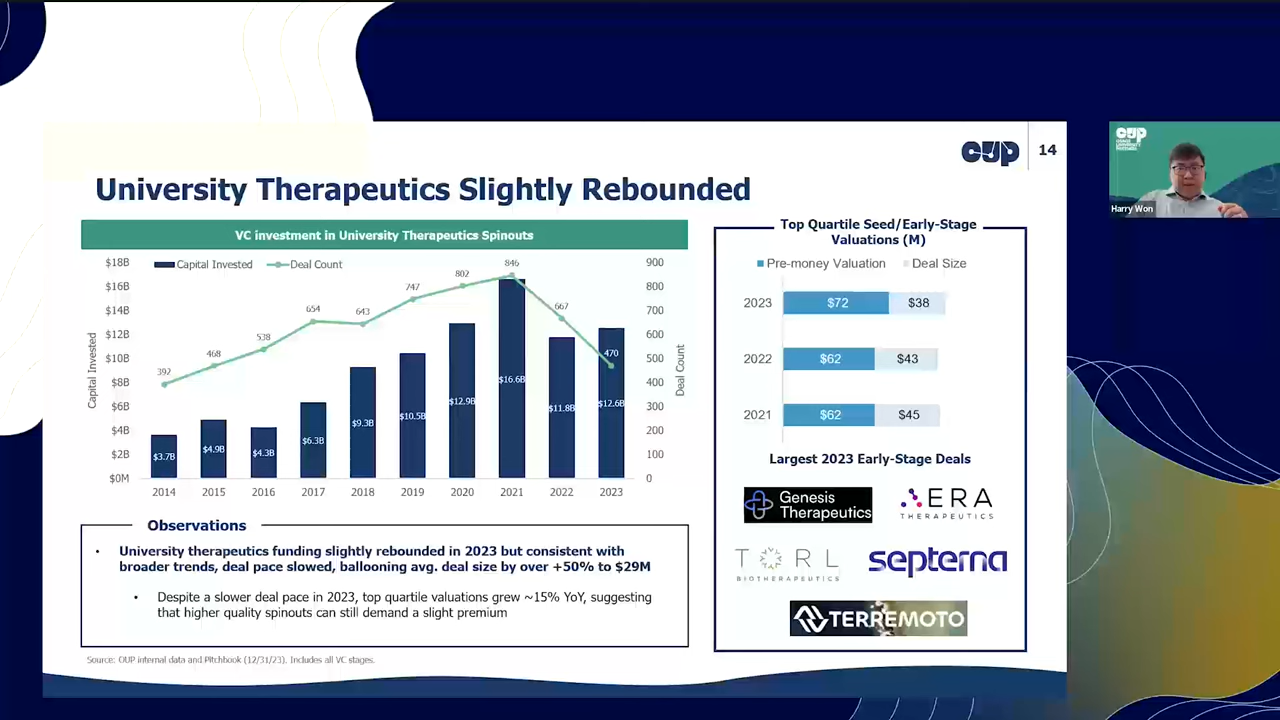 OUP
14
University Therapeutics Slightly Rebounded
VC investment in University Therapeutics Spinouts
Capital Invested
Deal Count
$18B
$16B
$14B
$12B
$10B
$8B
$6B
$4B
$2B
$0M
Capital Invested
900
800
700
600
500
400
300
200
100
0
Deal Count
392
468
538
654
643
747
802
846
667
470
$3.7B
$4.9B
$4.3B
$6.3B
$9.3B
$10.5B
$12.9B
$16.6B
$11.8B
$12.6B
2014
2015
2016
2017
2018
2019
2020
2021
2022
2023
Observations
• University therapeutics funding slightly rebounded in 2023 but consistent with
broader trends, deal pace slowed, ballooning avg. deal size by over +50% to $29M
• Despite a slower deal pace in 2023, top quartile valuations grew ~15% YoY, suggesting
that higher quality spinouts can still demand a slight premium
Source: OUP internal data and Pitchbook (12/31/23). Includes all VC stages.
Top Quartile Seed/Early-Stage
Valuations (M)
Pre-money Valuation
Deal Size
2023 $72 $38
2022 $62 $43
2021 $62 $45
Largest 2023 Early-Stage Deals
Genesis
Therapeutics
AERA
THERAPEUTICS
TORL
BIOTHERAPEUTICS
septerna
TERREMOTO
OUP
OSAGE
UNIVERSITY
PARTNERS
Harry Won